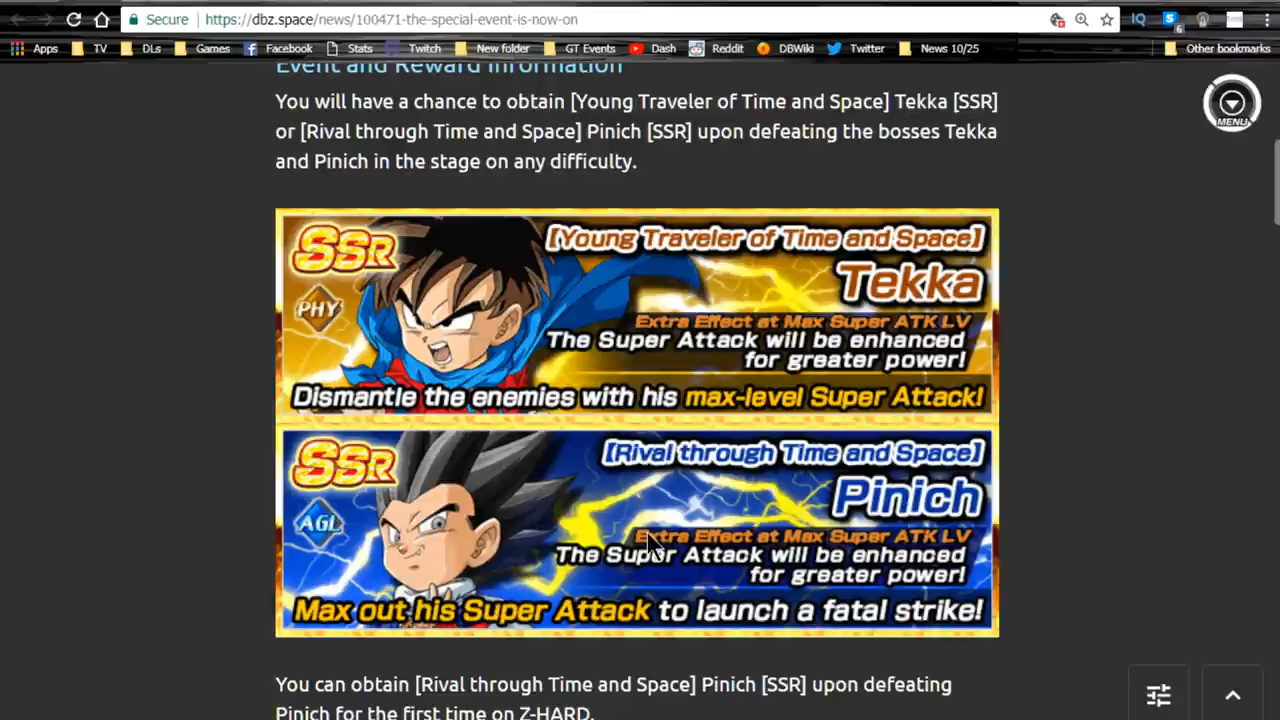 Secure https://dbz.space/news/100471-the-special-event-is-now-on
IQ S 6
Apps TV DLs Games Facebook Stats Twitch New folder GT Events Dash Reddit DBWiki Twitter News 10/25 Other bookmarks
Event and Reward Information
You will have a chance to obtain [Young Traveler of Time and Space] Tekka [SSR]
or [Rival through Time and Space] Pinich [SSR] upon defeating the bosses Tekka
and Pinich in the stage on any difficulty.
MENU
SSR
[Young Traveler of Time and Space]
Tekka
PHY
Extra Effect at Max Super ATK LV
The Super Attack will be enhanced
for greater power!
Dismantle the enemies with his max-level Super Attack!
SSR
[Rival through Time and Space]
Pinich
AGL
Extra Effect at Max Super ATK LV
The Super Attack will be enhanced
for greater power!
Max out his Super Attack to launch a fatal strike!
You can obtain [Rival through Time and Space] Pinich [SSR] upon defeating
Pinich for the first time on Z-HARD.